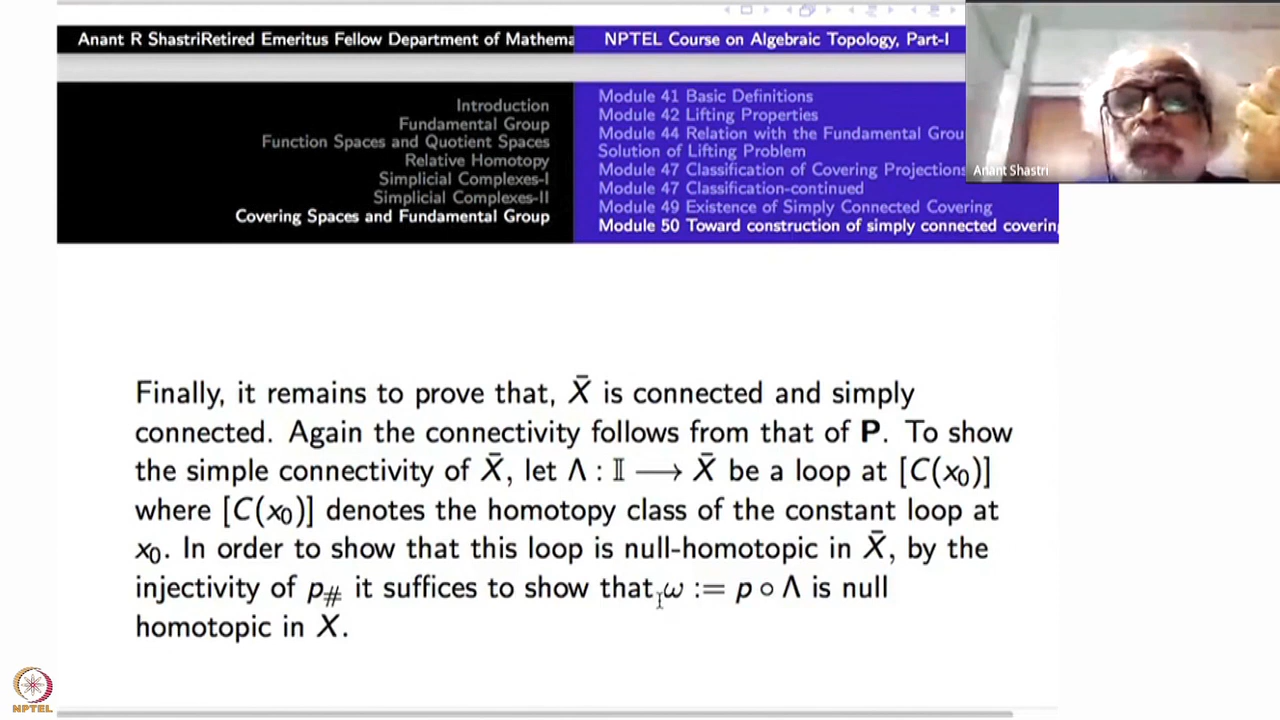 Anant R ShastriRetired Emeritus Fellow Department of Mathema
NPTEL Course on Algebraic Topology, Part-I
Introduction
Fundamental Group
Function Spaces and Quotient Spaces
Relative Homotopy
Simplicial Complexes-I
Simplicial Complexes-II
Covering Spaces and Fundamental Group
Module 41 Basic Definitions
Module 42 Lifting Properties
Module 44 Relation with the Fundamental Grou
Solution of Lifting Problem
Module 47 Classification of Covering Projections
Module 47 Classification-continued
Module 49 Existence of Simply Connected Covering
Module 50 Toward construction of simply connected covering
Anant Shastri
Finally, it remains to prove that, X̄ is connected and simply
connected. Again the connectivity follows from that of P. To show
the simple connectivity of X̄, let Λ : 𝕀 ⟶ X̄ be a loop at [C(x₀)]
where [C(x₀)] denotes the homotopy class of the constant loop at
x₀. In order to show that this loop is null-homotopic in X̄, by the
injectivity of p_# it suffices to show that ω := p ∘ Λ is null
homotopic in X.
NPTEL